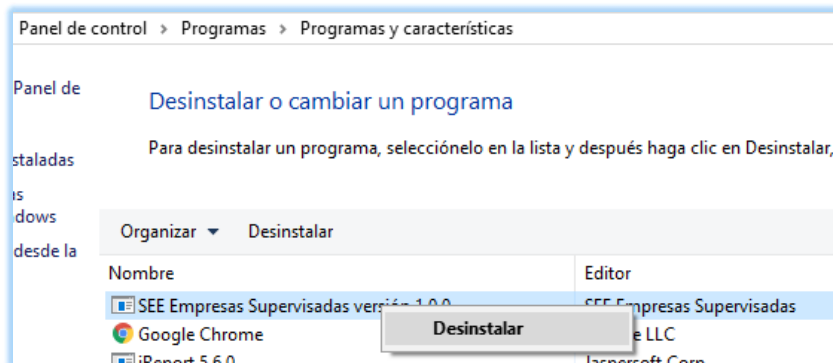 Panel de control > Programas > Programas y características
Panel de
Desinstalar o cambiar un programa
Para desinstalar un programa, selecciónelo en la lista y después haga clic en Desinstalar,
staladas
as
dows
desde la
Organizar Desinstalar
Nombre Editor
SEE Empresas Supervisadas versión 1.0.0 SEE Empresas Supervisadas
Desinstalar
Google Chrome e LLC
iReport 5.6.0 Jaspersoft Corp